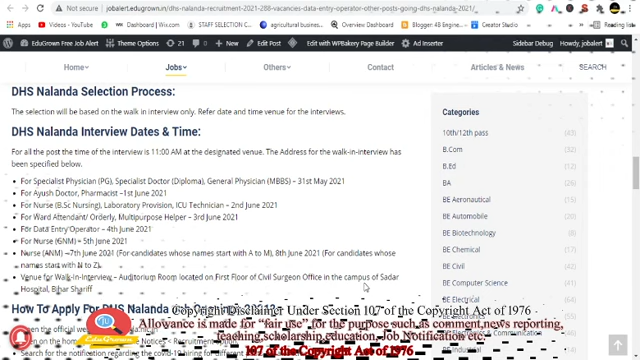 Not secure | jobalert.edugrown.in/dhs-nalanda-recruitment-2021-288-vacancies-data-entry-operator-other-posts-going-dhs-nalanda-2021/
Dashboard | Wix.com
STAFF SELECTION C
agricultural busines...
Overview Dashboard
Blogger: 4B Engine...
Creator Studio
Reading list
EduGrown Free Job Alert
Theme Options
21
0
New
Edit Post
Edit with WPBakery Page Builder
Ad Inserter
Sidebar Debug
Howdy, jobalert
Home
Jobs
Others
Contact
Articles & News
SEARCH
DHS Nalanda Selection Process:
The selection will be based on the walk in interview only. Refer date and time venue for the interviews.
DHS Nalanda Interview Dates & Time:
For all the post the time of the interview is 11:00 AM at the designated venue. The Address for the walk-in-interview has
been specified below.
For Specialist Physician (PG), Specialist Doctor (Diploma), General Physician (MBBS) – 31st May 2021
For Ayush Doctor, Pharmacist –1st June 2021
For Nurse (B.Sc Nursing), Laboratory Provision, ICU Technician – 2nd June 2021
For Ward Attendant/ Orderly, Multipurpose Helper – 3rd June 2021
For Data Entry Operator – 4th June 2021
For Nurse (GNM) – 5th June 2021
Nurse (ANM) –7th June 2021 (For candidates whose names start with A to M), 8th June 2021 (For candidates whose
names start with N to Z).
Venue for Walk-in-Interview – Auditorium Room located on First Floor of Civil Surgeon Office in the campus of Sadar
Hospital, Bihar Shariff
How To Apply For DHS Nalanda
Categories
10th/12th pass (43)
B.Com (32)
B.Ed (12)
BA (26)
BE Aeronautical (15)
BE Automobile (20)
BE Biotechnology
BE Chemical (17)
BE Civil (42)
BE Computer Science (41)
BE Electrical
Copyright Disclaimer Under Section 107 of the Copyright Act of 1976
Allowance is made for "fair use" for the purpose such as comment,news reporting,
teaching,scholarship,education, Job Notification etc.
107 of the Copyright Act of 1976
EduGrown